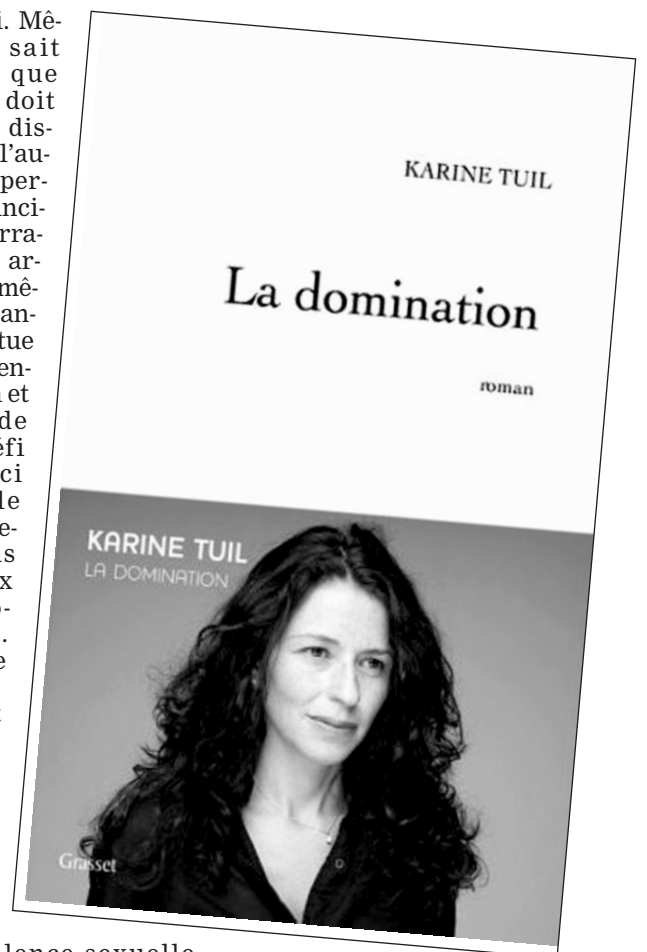 i. Mê-
sait
que
doit
dis-
l'au-
per-
nci-
rra-
ar-
mê-
an-
tue
en-
et
de
éfi
ci
le
e-
s
x
-
.
e
KARINE TUIL
La domination
roman
KARINE TUIL
LA DOMINATION
Grasset
lence sexuelle